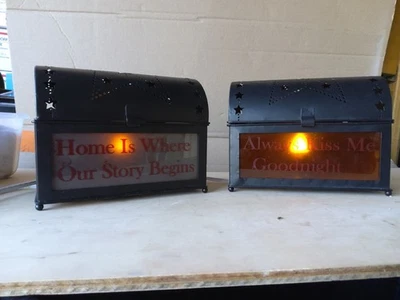 Home Is Where
Our Story Begins
Always Kiss Me
Goodnight